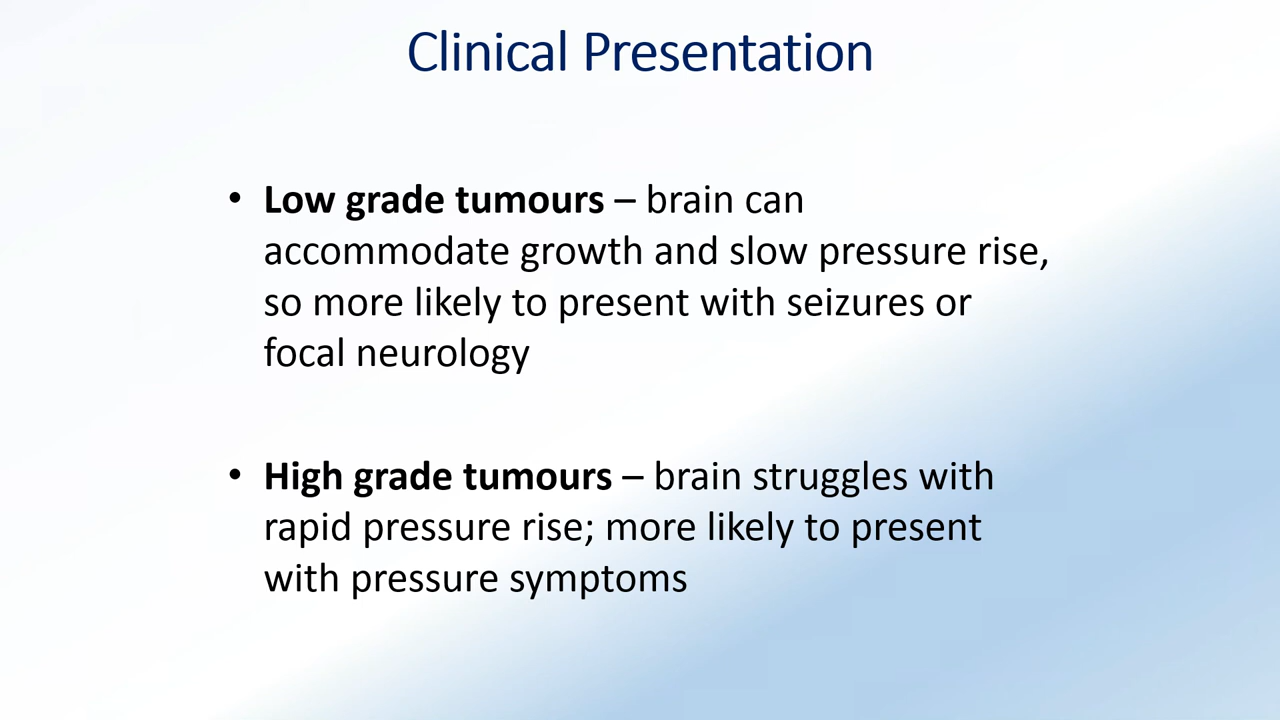 Clinical Presentation
• Low grade tumours – brain can
accommodate growth and slow pressure rise,
so more likely to present with seizures or
focal neurology
• High grade tumours – brain struggles with
rapid pressure rise; more likely to present
with pressure symptoms